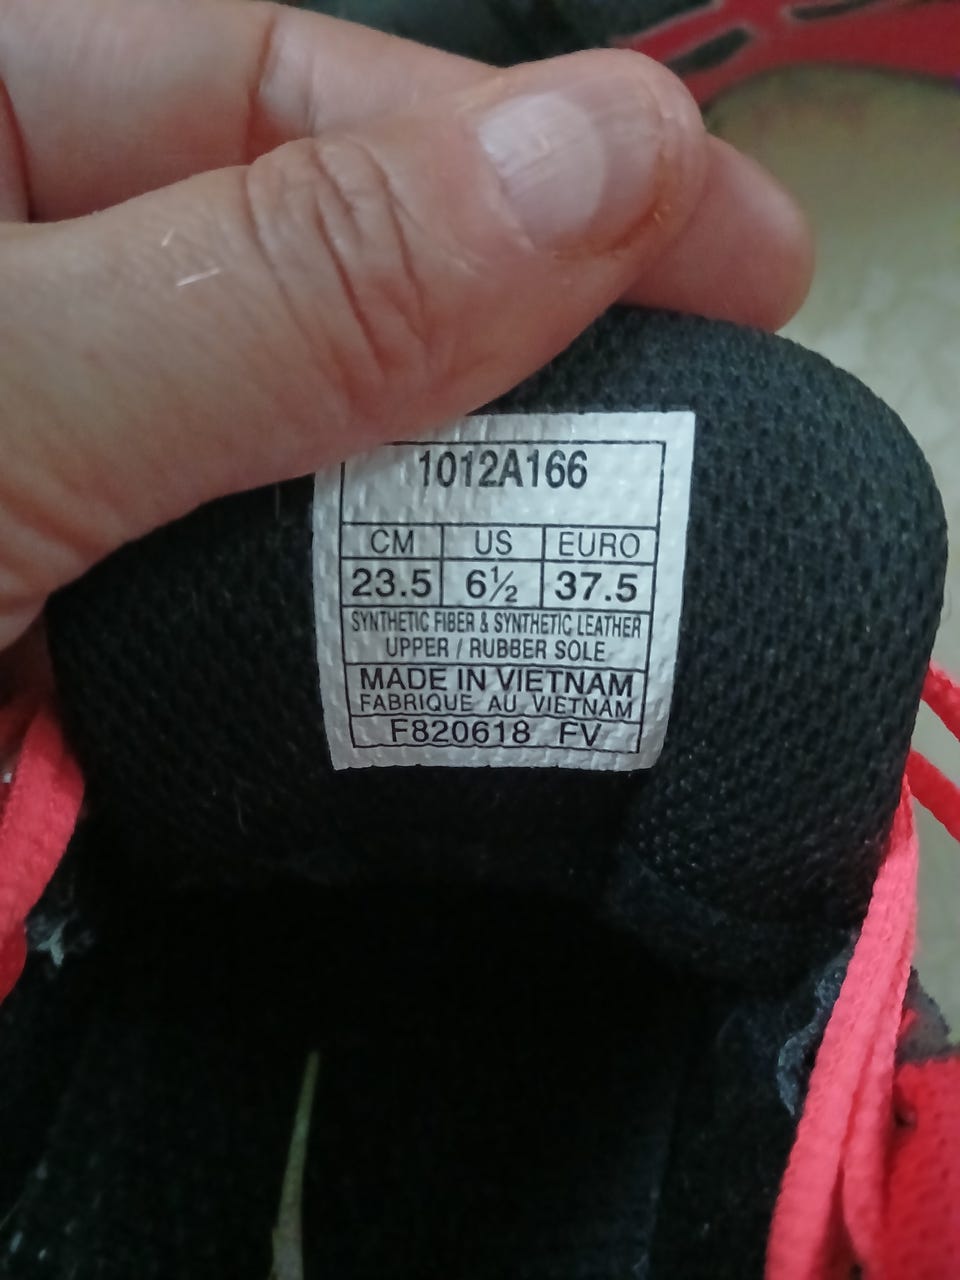 1012A166
CM US EURO
23.5 6½ 37.5
SYNTHETIC FIBER & SYNTHETIC LEATHER
UPPER / RUBBER SOLE
MADE IN VIETNAM
FABRIQUE AU VIETNAM
F820618 FV